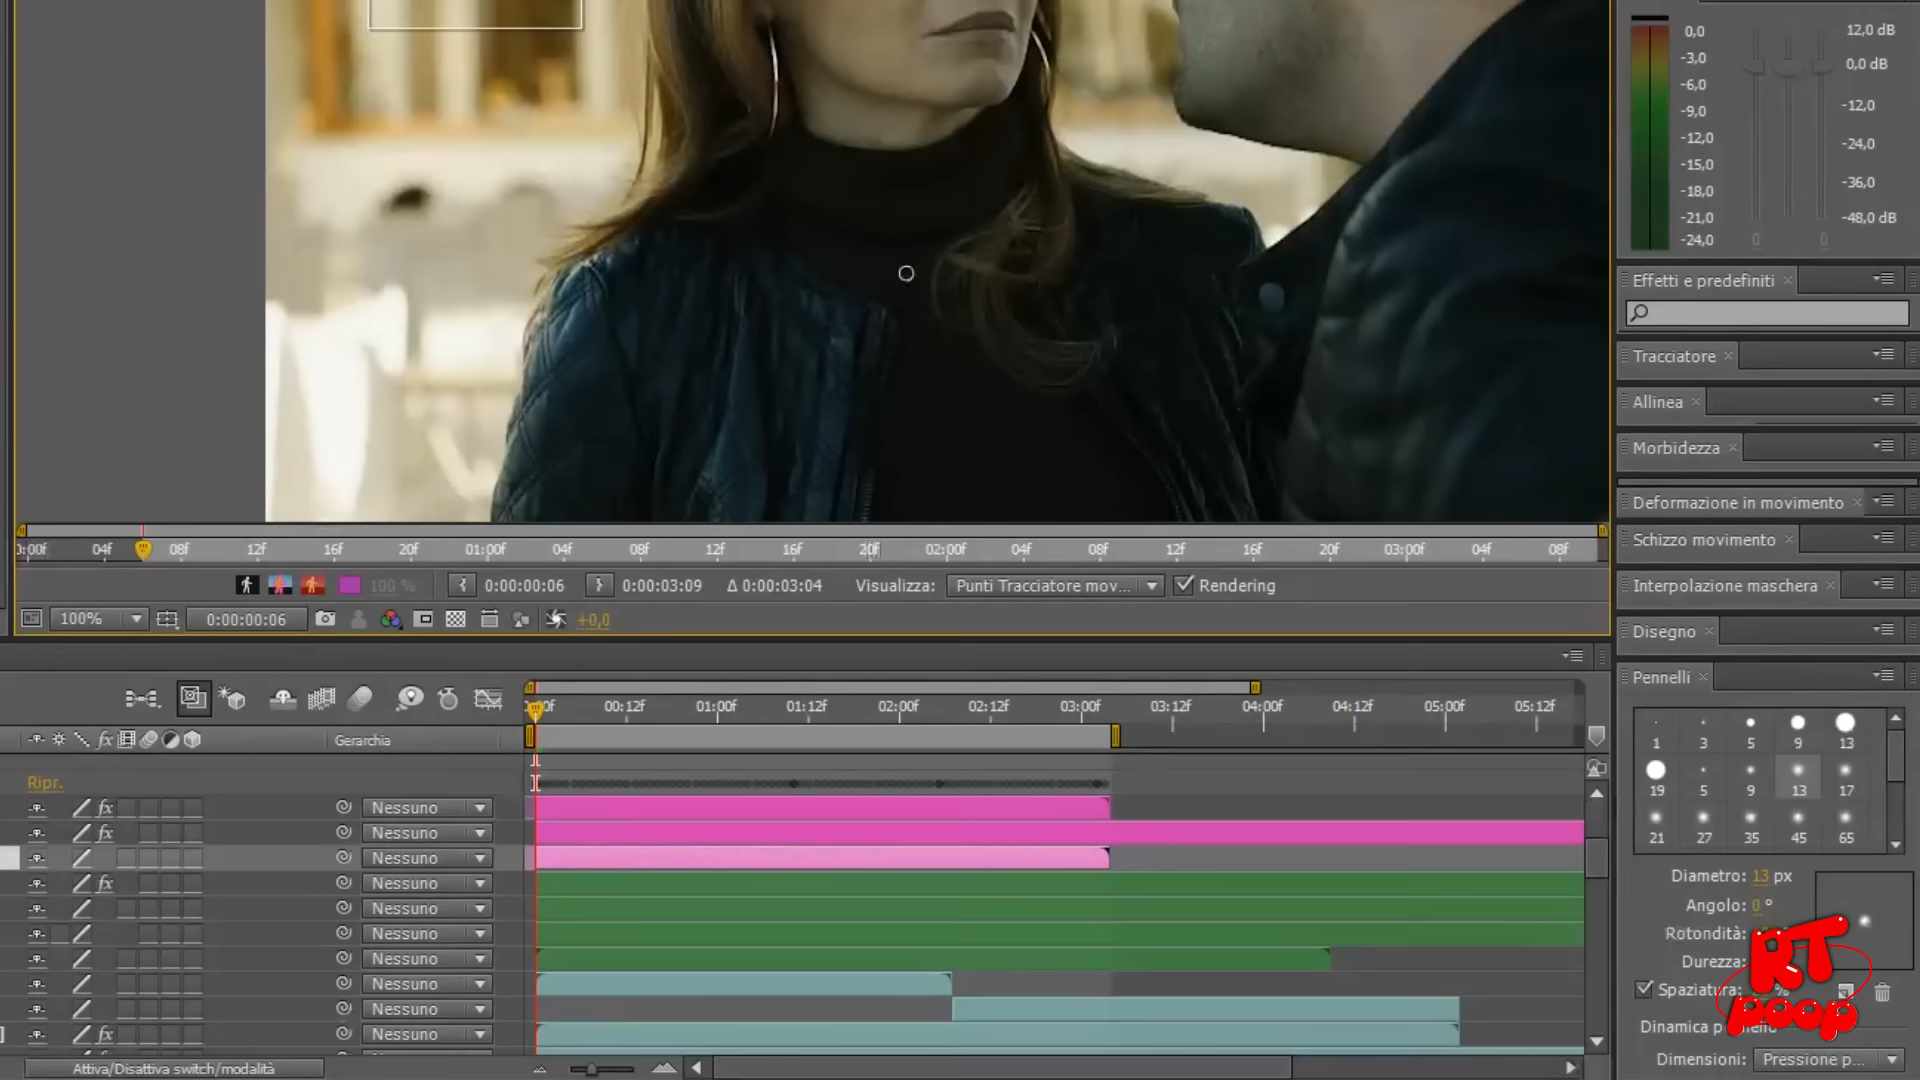 0,0
-3,0
-6,0
-9,0
-12,0
-15,0
-18,0
-21,0
-24,0
12,0 dB
0,0 dB
-12,0
-24,0
-36,0
-48,0 dB
0 0
Effetti e predefiniti
Tracciatore
Allinea
Morbidezza
Deformazione in movimento
Schizzo movimento
Interpolazione maschera
Disegno
Pennelli
1 3 5 9 13
19 5 9 13 17
21 27 35 45 65
Diametro: 13 px
Angolo: 0 °
Rotondità:
Durezza:
Spaziatura: %
Dimensioni: Pressione p...
RT
poop
04f 08f 12f 16f 20f 01:00f 04f 08f 12f 16f 20f 02:00f 04f 08f 12f 16f 20f 03:00f 04f 08f
100 % 0:00:00:06 0:00:03:09 Δ 0:00:03:04 Visualizza: Punti Tracciatore mov... Rendering
100% 0:00:00:06 +0,0
00:12f 01:00f 01:12f 02:00f 02:12f 03:00f 03:12f 04:00f 04:12f 05:00f 05:12f
fx Gerarchia
Ripr.
fx Nessuno
fx Nessuno
Nessuno
fx Nessuno
Nessuno
Nessuno
Nessuno
Nessuno
Nessuno
fx Nessuno
Attiva/Disattiva switch/modalità